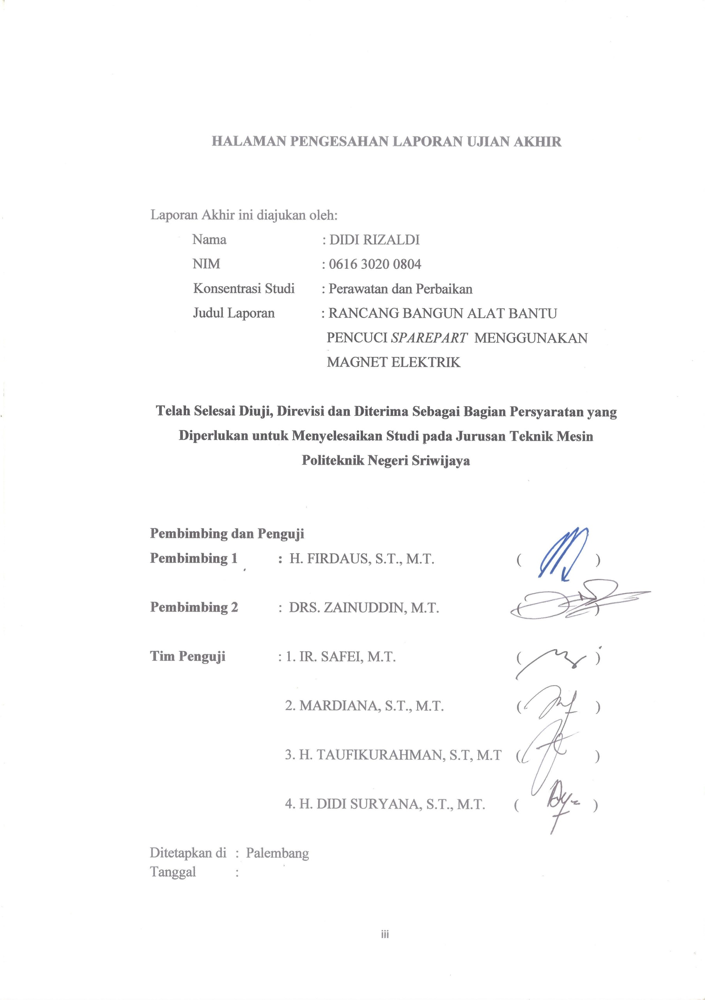 HALAMAN PENGESAHAN LAPORAN UJIAN AKHIR
Laporan Akhir ini diajukan oleh:
Nama : DIDI RIZALDI
NIM : 0616 3020 0804
Konsentrasi Studi : Perawatan dan Perbaikan
Judul Laporan : RANCANG BANGUN ALAT BANTU
PENCUCI SPAREPART MENGGUNAKAN
MAGNET ELEKTRIK
Telah Selesai Diuji, Direvisi dan Diterima Sebagai Bagian Persyaratan yang
Diperlukan untuk Menyelesaikan Studi pada Jurusan Teknik Mesin
Politeknik Negeri Sriwijaya
Pembimbing dan Penguji
Pembimbing 1 : H. FIRDAUS, S.T., M.T. ( )
Pembimbing 2 : DRS. ZAINUDDIN, M.T. ( )
Tim Penguji : 1. IR. SAFEI, M.T. ( )
2. MARDIANA, S.T., M.T. ( )
3. H. TAUFIKURAHMAN, S.T, M.T ( )
4. H. DIDI SURYANA, S.T., M.T. ( )
Ditetapkan di : Palembang
Tanggal :
iii